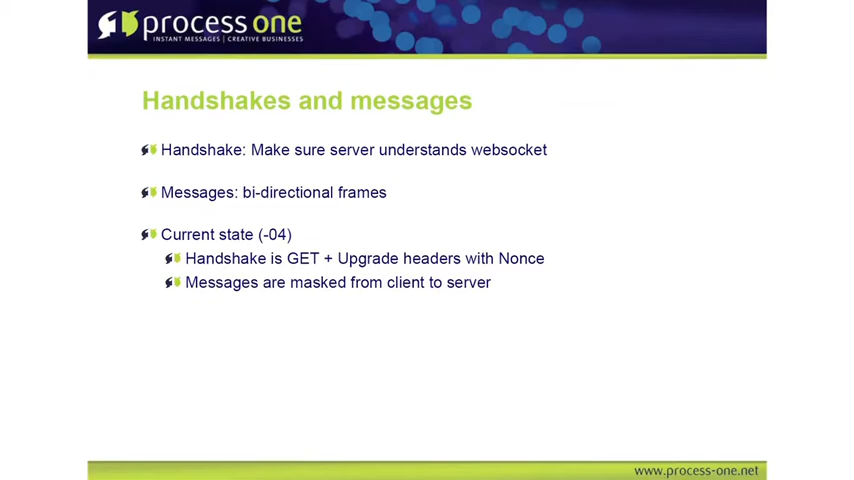 process one
INSTANT MESSAGES | CREATIVE BUSINESSES
Handshakes and messages
Handshake: Make sure server understands websocket
Messages: bi-directional frames
Current state (-04)
Handshake is GET + Upgrade headers with Nonce
Messages are masked from client to server
www.process-one.net